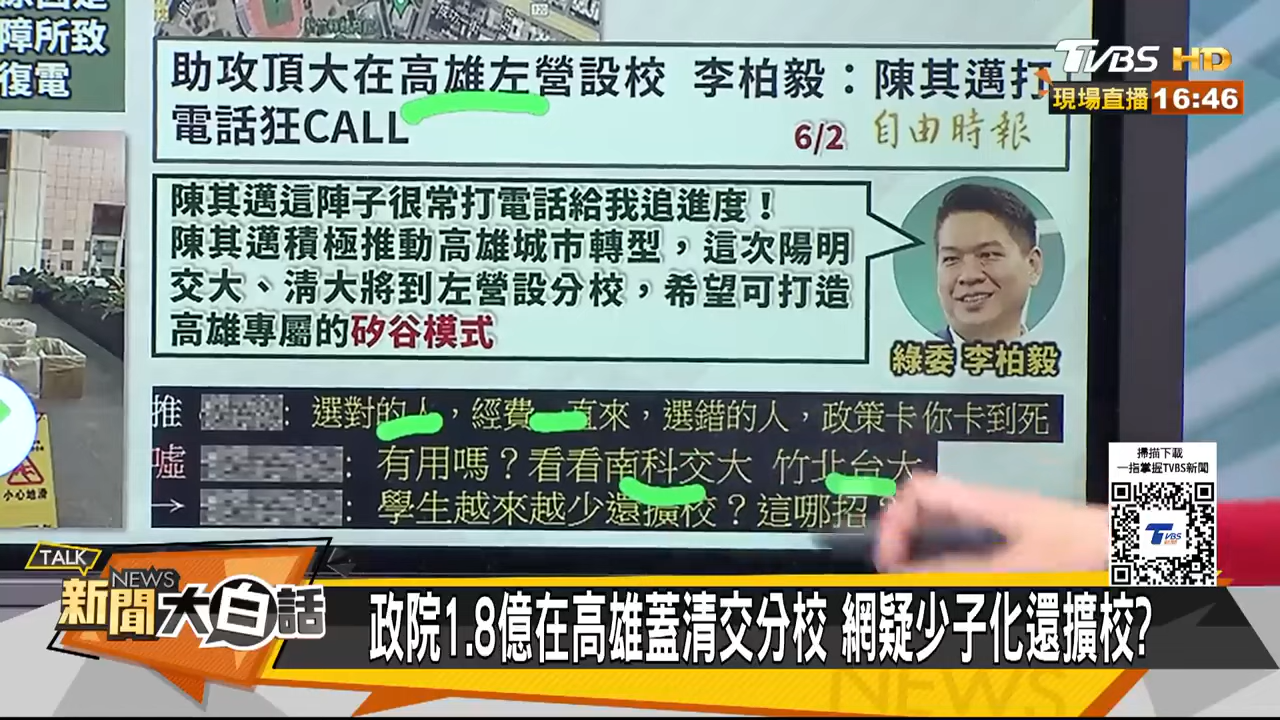 障所致
復電
TVBS HD
現場直播 16:46
助攻頂大在高雄左營設校 李柏毅：陳其邁打
電話狂CALL
6/2 自由時報
陳其邁這陣子很常打電話給我追進度！
陳其邁積極推動高雄城市轉型，這次陽明
交大、清大將到左營設分校，希望可打造
高雄專屬的矽谷模式
綠委 李柏毅
推 : 選對的人，經費一直來，選錯的人，政策卡你卡到死
噓 : 有用嗎？看看南科交大 竹北台大
→ : 學生越來越少還擴校？這哪招？
小心地滑
掃描下載
一指掌握TVBS新聞
TVBS
TALK
NEWS
新聞大白話
政院1.8億在高雄蓋清交分校 網疑少子化還擴校?
NEWS